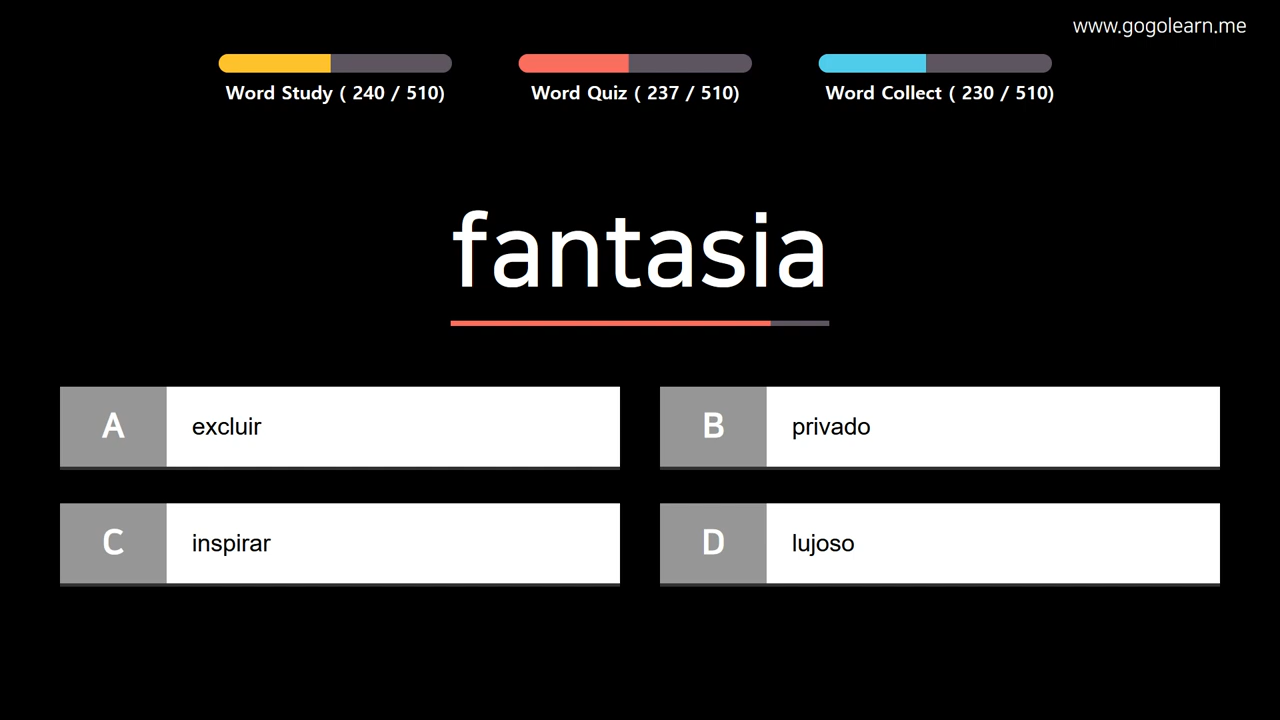 www.gogolearn.me
Word Study ( 240 / 510)
Word Quiz ( 237 / 510)
Word Collect ( 230 / 510)
fantasia
A
excluir
B
privado
C
inspirar
D
lujoso